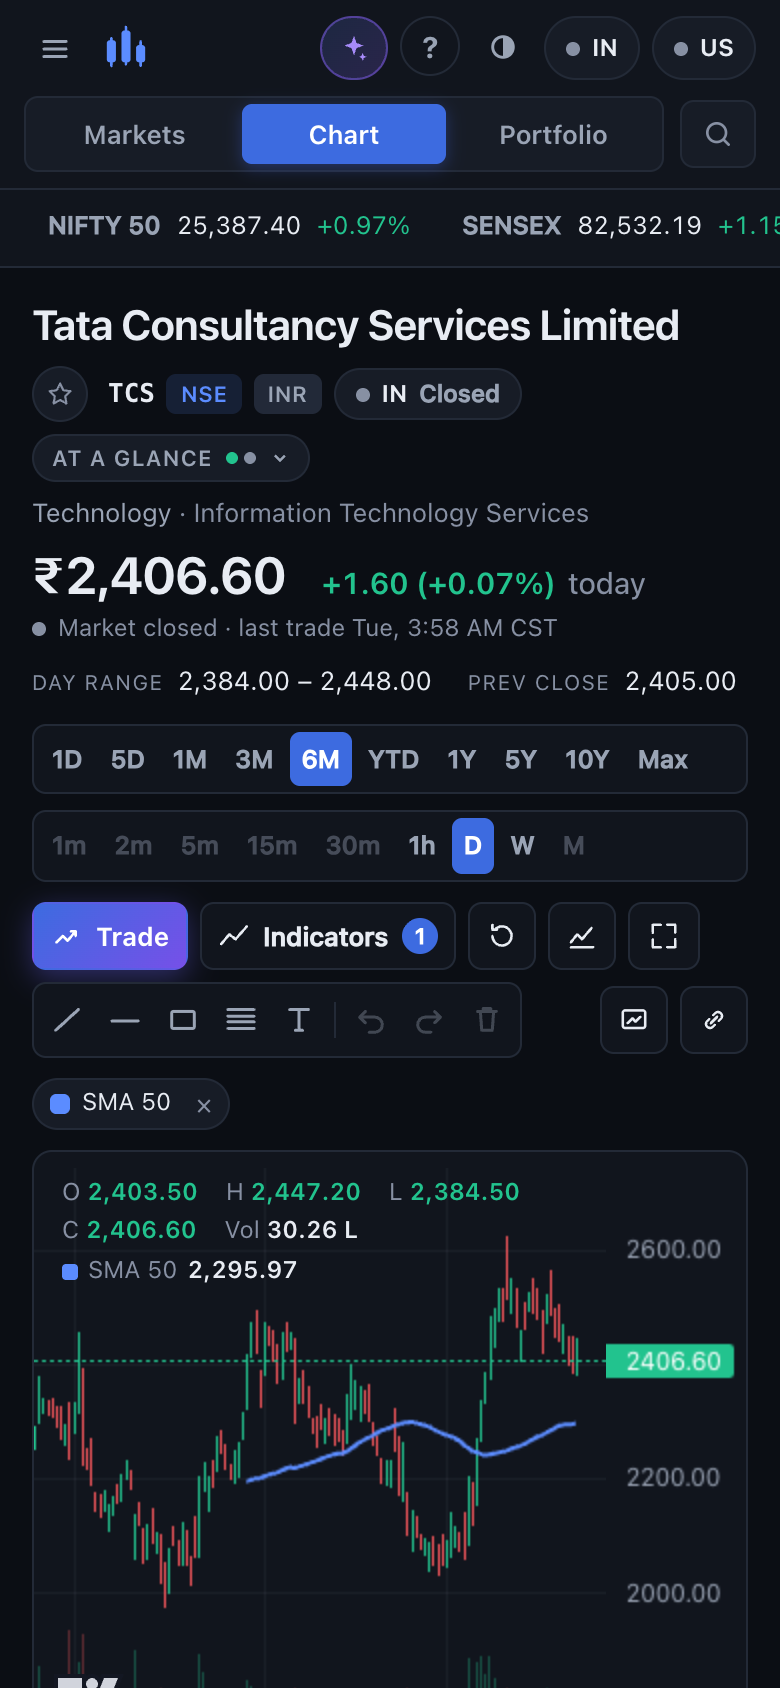 ? IN US
Markets Chart Portfolio
NIFTY 50 25,387.40 +0.97% SENSEX 82,532.19 +1.15
Tata Consultancy Services Limited
TCS NSE INR IN Closed
AT A GLANCE
Technology · Information Technology Services
₹2,406.60 +1.60 (+0.07%) today
Market closed · last trade Tue, 3:58 AM CST
DAY RANGE 2,384.00 – 2,448.00 PREV CLOSE 2,405.00
1D 5D 1M 3M 6M YTD 1Y 5Y 10Y Max
1m 2m 5m 15m 30m 1h D W M
Trade Indicators 1
T
SMA 50 ×
O 2,403.50 H 2,447.20 L 2,384.50
C 2,406.60 Vol 30.26 L
SMA 50 2,295.97
2600.00
2406.60
2200.00
2000.00